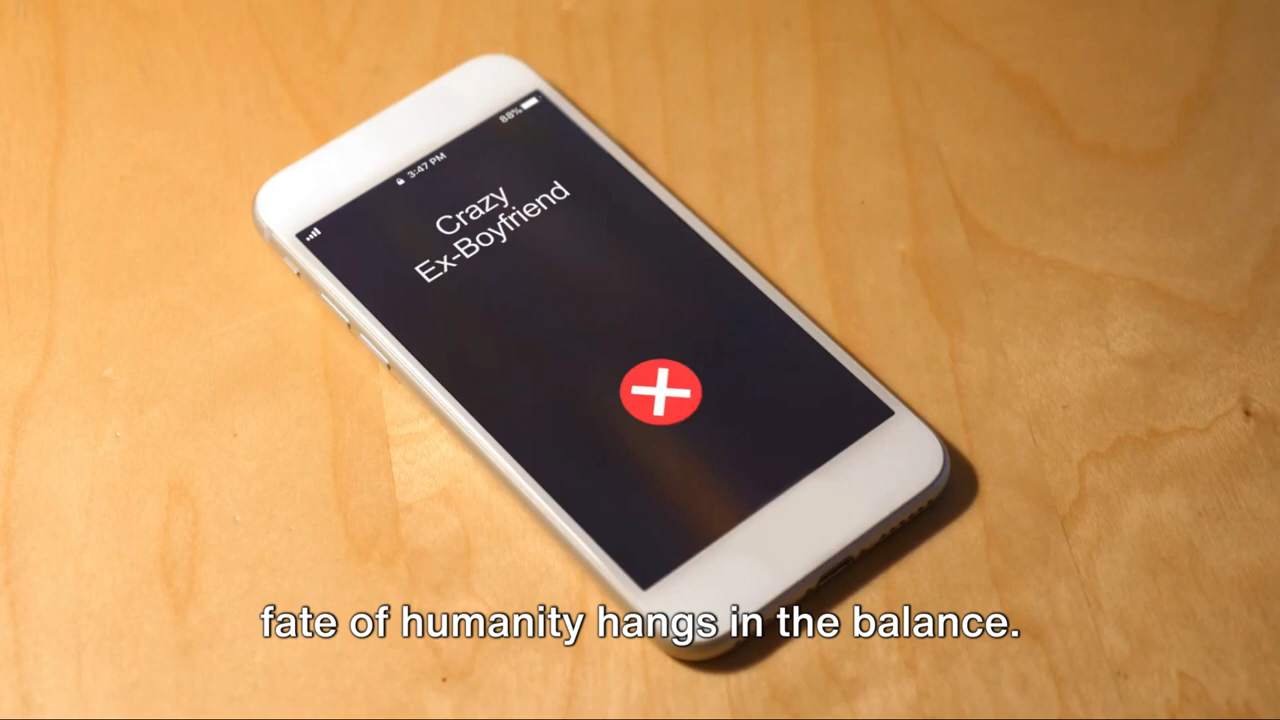 88%
3:47 PM
Crazy
Ex-Boyfriend
fate of humanity hangs in the balance.